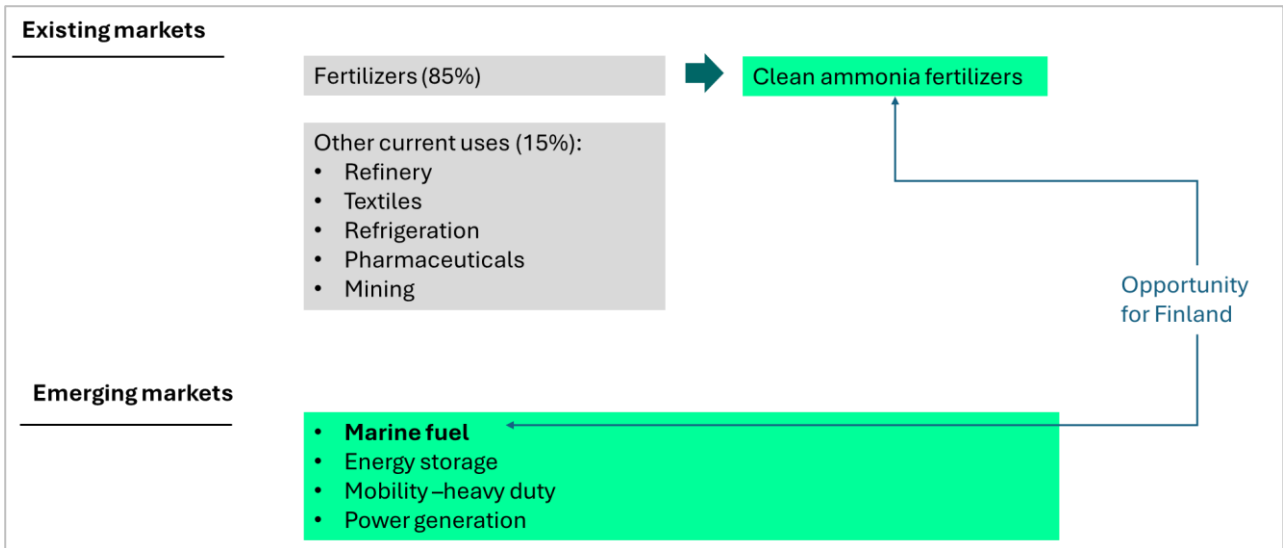 Existing markets
Fertilizers (85%)
Clean ammonia fertilizers
Other current uses (15%):
• Refinery
• Textiles
• Refrigeration
• Pharmaceuticals
• Mining
Opportunity
for Finland
Emerging markets
• Marine fuel
• Energy storage
• Mobility –heavy duty
• Power generation